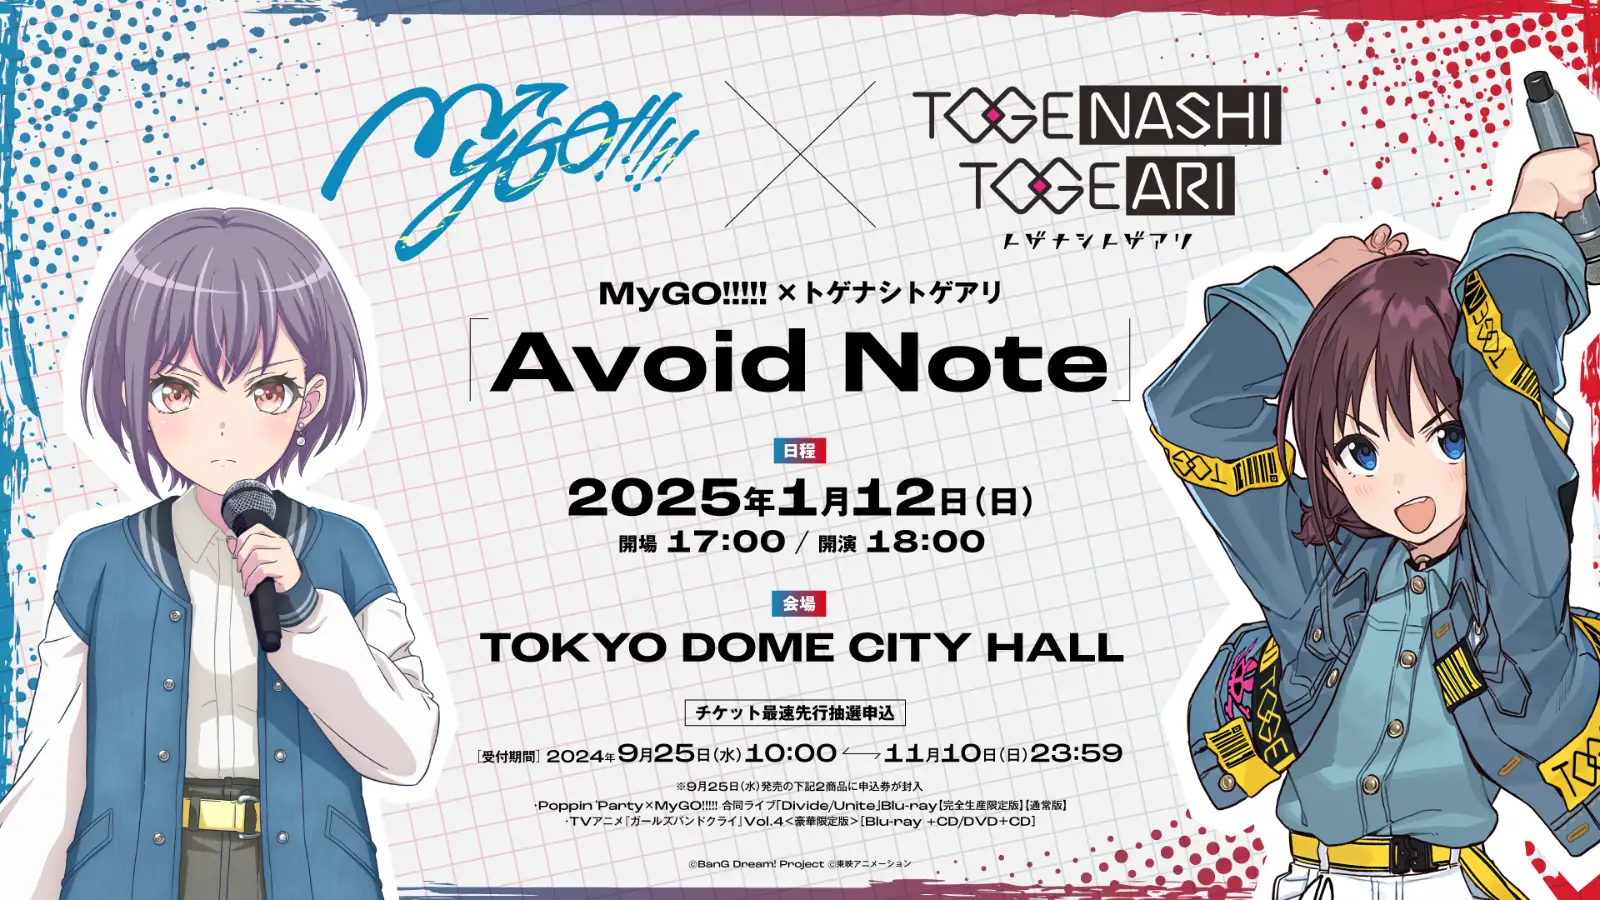 MyGO!!!!!
TOGENASHI
TOGEARI
トゲナシトゲアリ
MyGO!!!!!×トゲナシトゲアリ
「Avoid Note」
日程
2025年1月12日(日)
開場 17:00 / 開演 18:00
会場
TOKYO DOME CITY HALL
チケット最速先行抽選申込
[受付期間] 2024年9月25日(水)10:00⟷11月10日(日)23:59
※9月25日(水)発売の下記2商品に申込券が封入
・Poppin'Party×MyGO!!!!! 合同ライブ「Divide/Unite」Blu-ray【完全生産限定版】【通常版】
・TVアニメ『ガールズバンドクライ』Vol.4<豪華限定版>[Blu-ray +CD/DVD+CD]
©BanG Dream! Project ©東映アニメーション